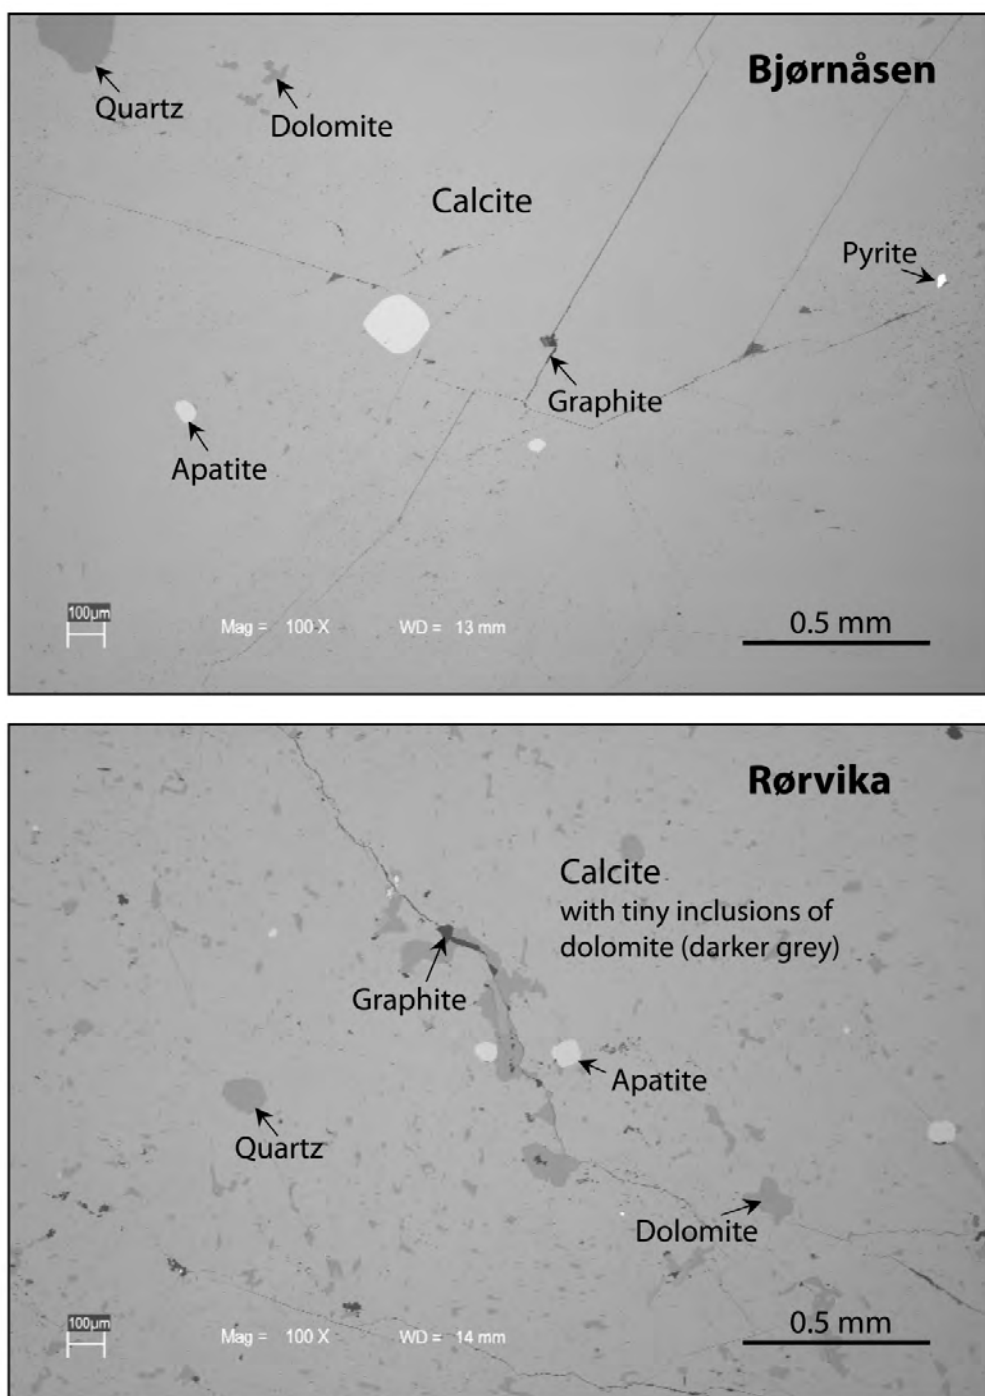 Bjørnåsen
Quartz
Dolomite
Calcite
Pyrite
Graphite
Apatite
100µm
Mag = 100 X
WD = 13 mm
0.5 mm
Rørvika
Calcite
with tiny inclusions of
dolomite (darker grey)
Graphite
Apatite
Quartz
Dolomite
100µm
Mag = 100 X
WD = 14 mm
0.5 mm